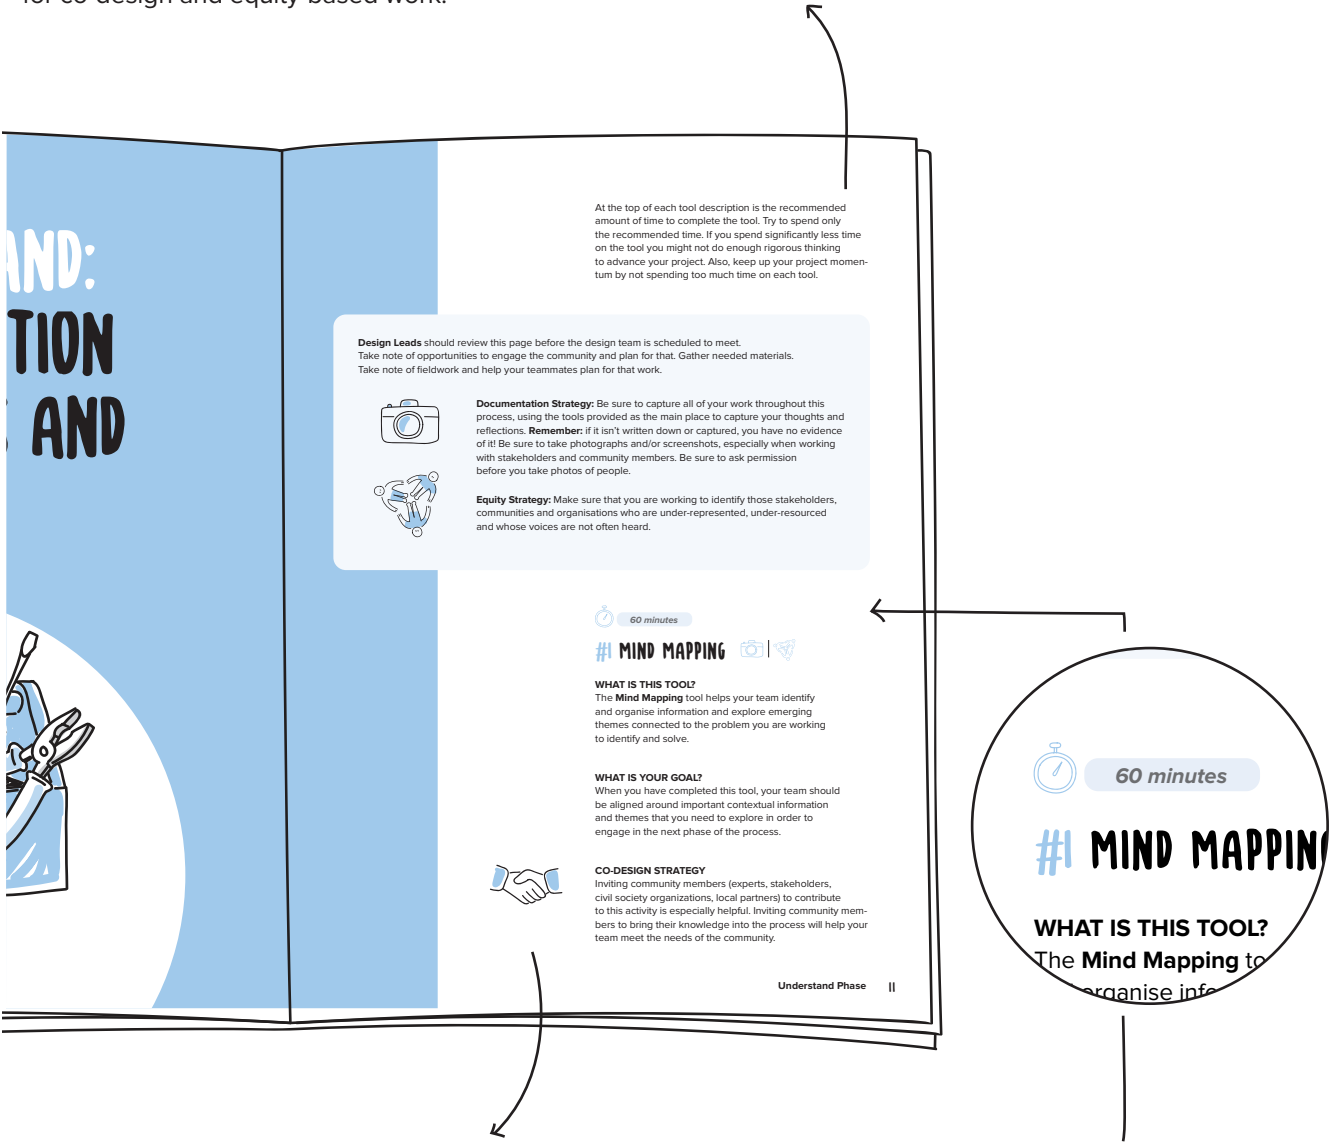 for co-design and equity-based work.
AND:
TION
AND
At the top of each tool description is the recommended
amount of time to complete the tool. Try to spend only
the recommended time. If you spend significantly less time
on the tool you might not do enough rigorous thinking
to advance your project. Also, keep up your project momen-
tum by not spending too much time on each tool.
Design Leads should review this page before the design team is scheduled to meet.
Take note of opportunities to engage the community and plan for that. Gather needed materials.
Take note of fieldwork and help your teammates plan for that work.
Documentation Strategy: Be sure to capture all of your work throughout this
process, using the tools provided as the main place to capture your thoughts and
reflections. Remember: if it isn't written down or captured, you have no evidence
of it! Be sure to take photographs and/or screenshots, especially when working
with stakeholders and community members. Be sure to ask permission
before you take photos of people.
Equity Strategy: Make sure that you are working to identify those stakeholders,
communities and organisations who are under-represented, under-resourced
and whose voices are not often heard.
60 minutes
#1 MIND MAPPING
WHAT IS THIS TOOL?
The Mind Mapping tool helps your team identify
and organise information and explore emerging
themes connected to the problem you are working
to identify and solve.
WHAT IS YOUR GOAL?
When you have completed this tool, your team should
be aligned around important contextual information
and themes that you need to explore in order to
engage in the next phase of the process.
CO-DESIGN STRATEGY
Inviting community members (experts, stakeholders,
civil society organizations, local partners) to contribute
to this activity is especially helpful. Inviting community mem-
bers to bring their knowledge into the process will help your
team meet the needs of the community.
Understand Phase 11
60 minutes
#1 MIND MAPPING
WHAT IS THIS TOOL?
The Mind Mapping to
organise info